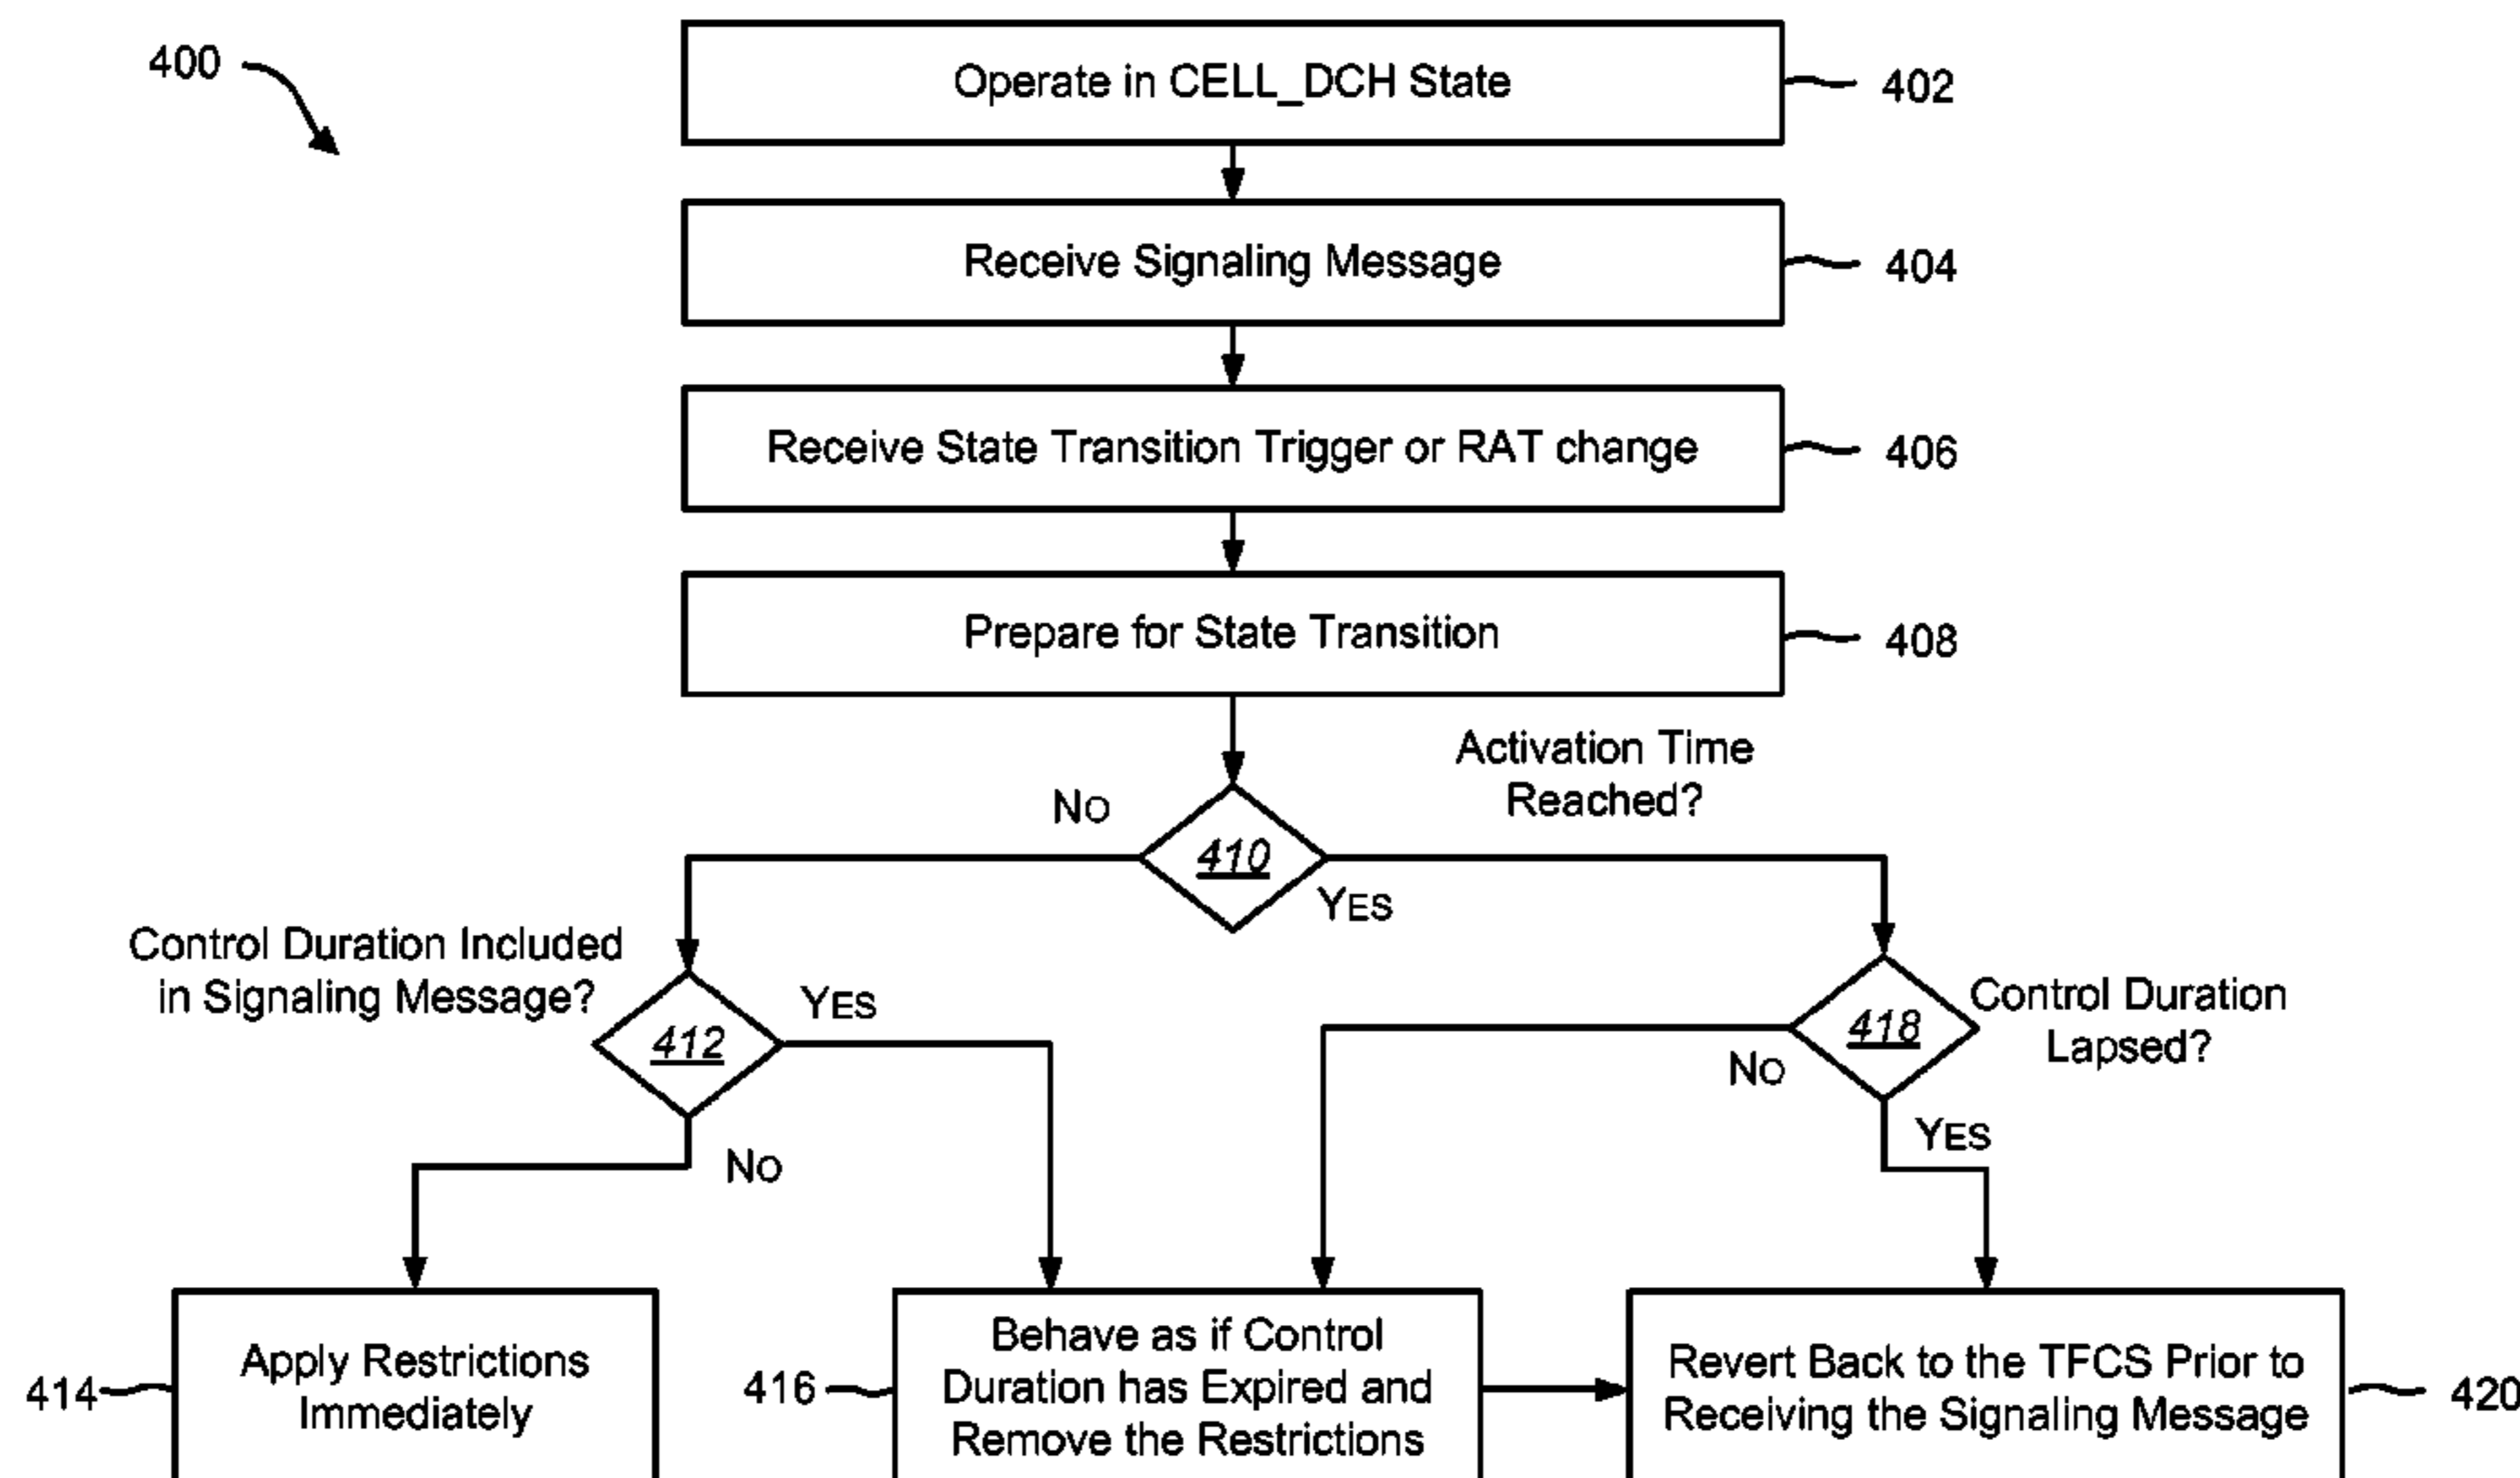 400
Operate in CELL_DCH State
402
Receive Signaling Message
404
Receive State Transition Trigger or RAT change
406
Prepare for State Transition
408
Activation Time
Reached?
NO
410
YES
Control Duration Included
in Signaling Message?
YES
412
NO
Control Duration
Lapsed?
418
NO
YES
414
Apply Restrictions
Immediately
416
Behave as if Control
Duration has Expired and
Remove the Restrictions
Revert Back to the TFCS Prior to
Receiving the Signaling Message
420